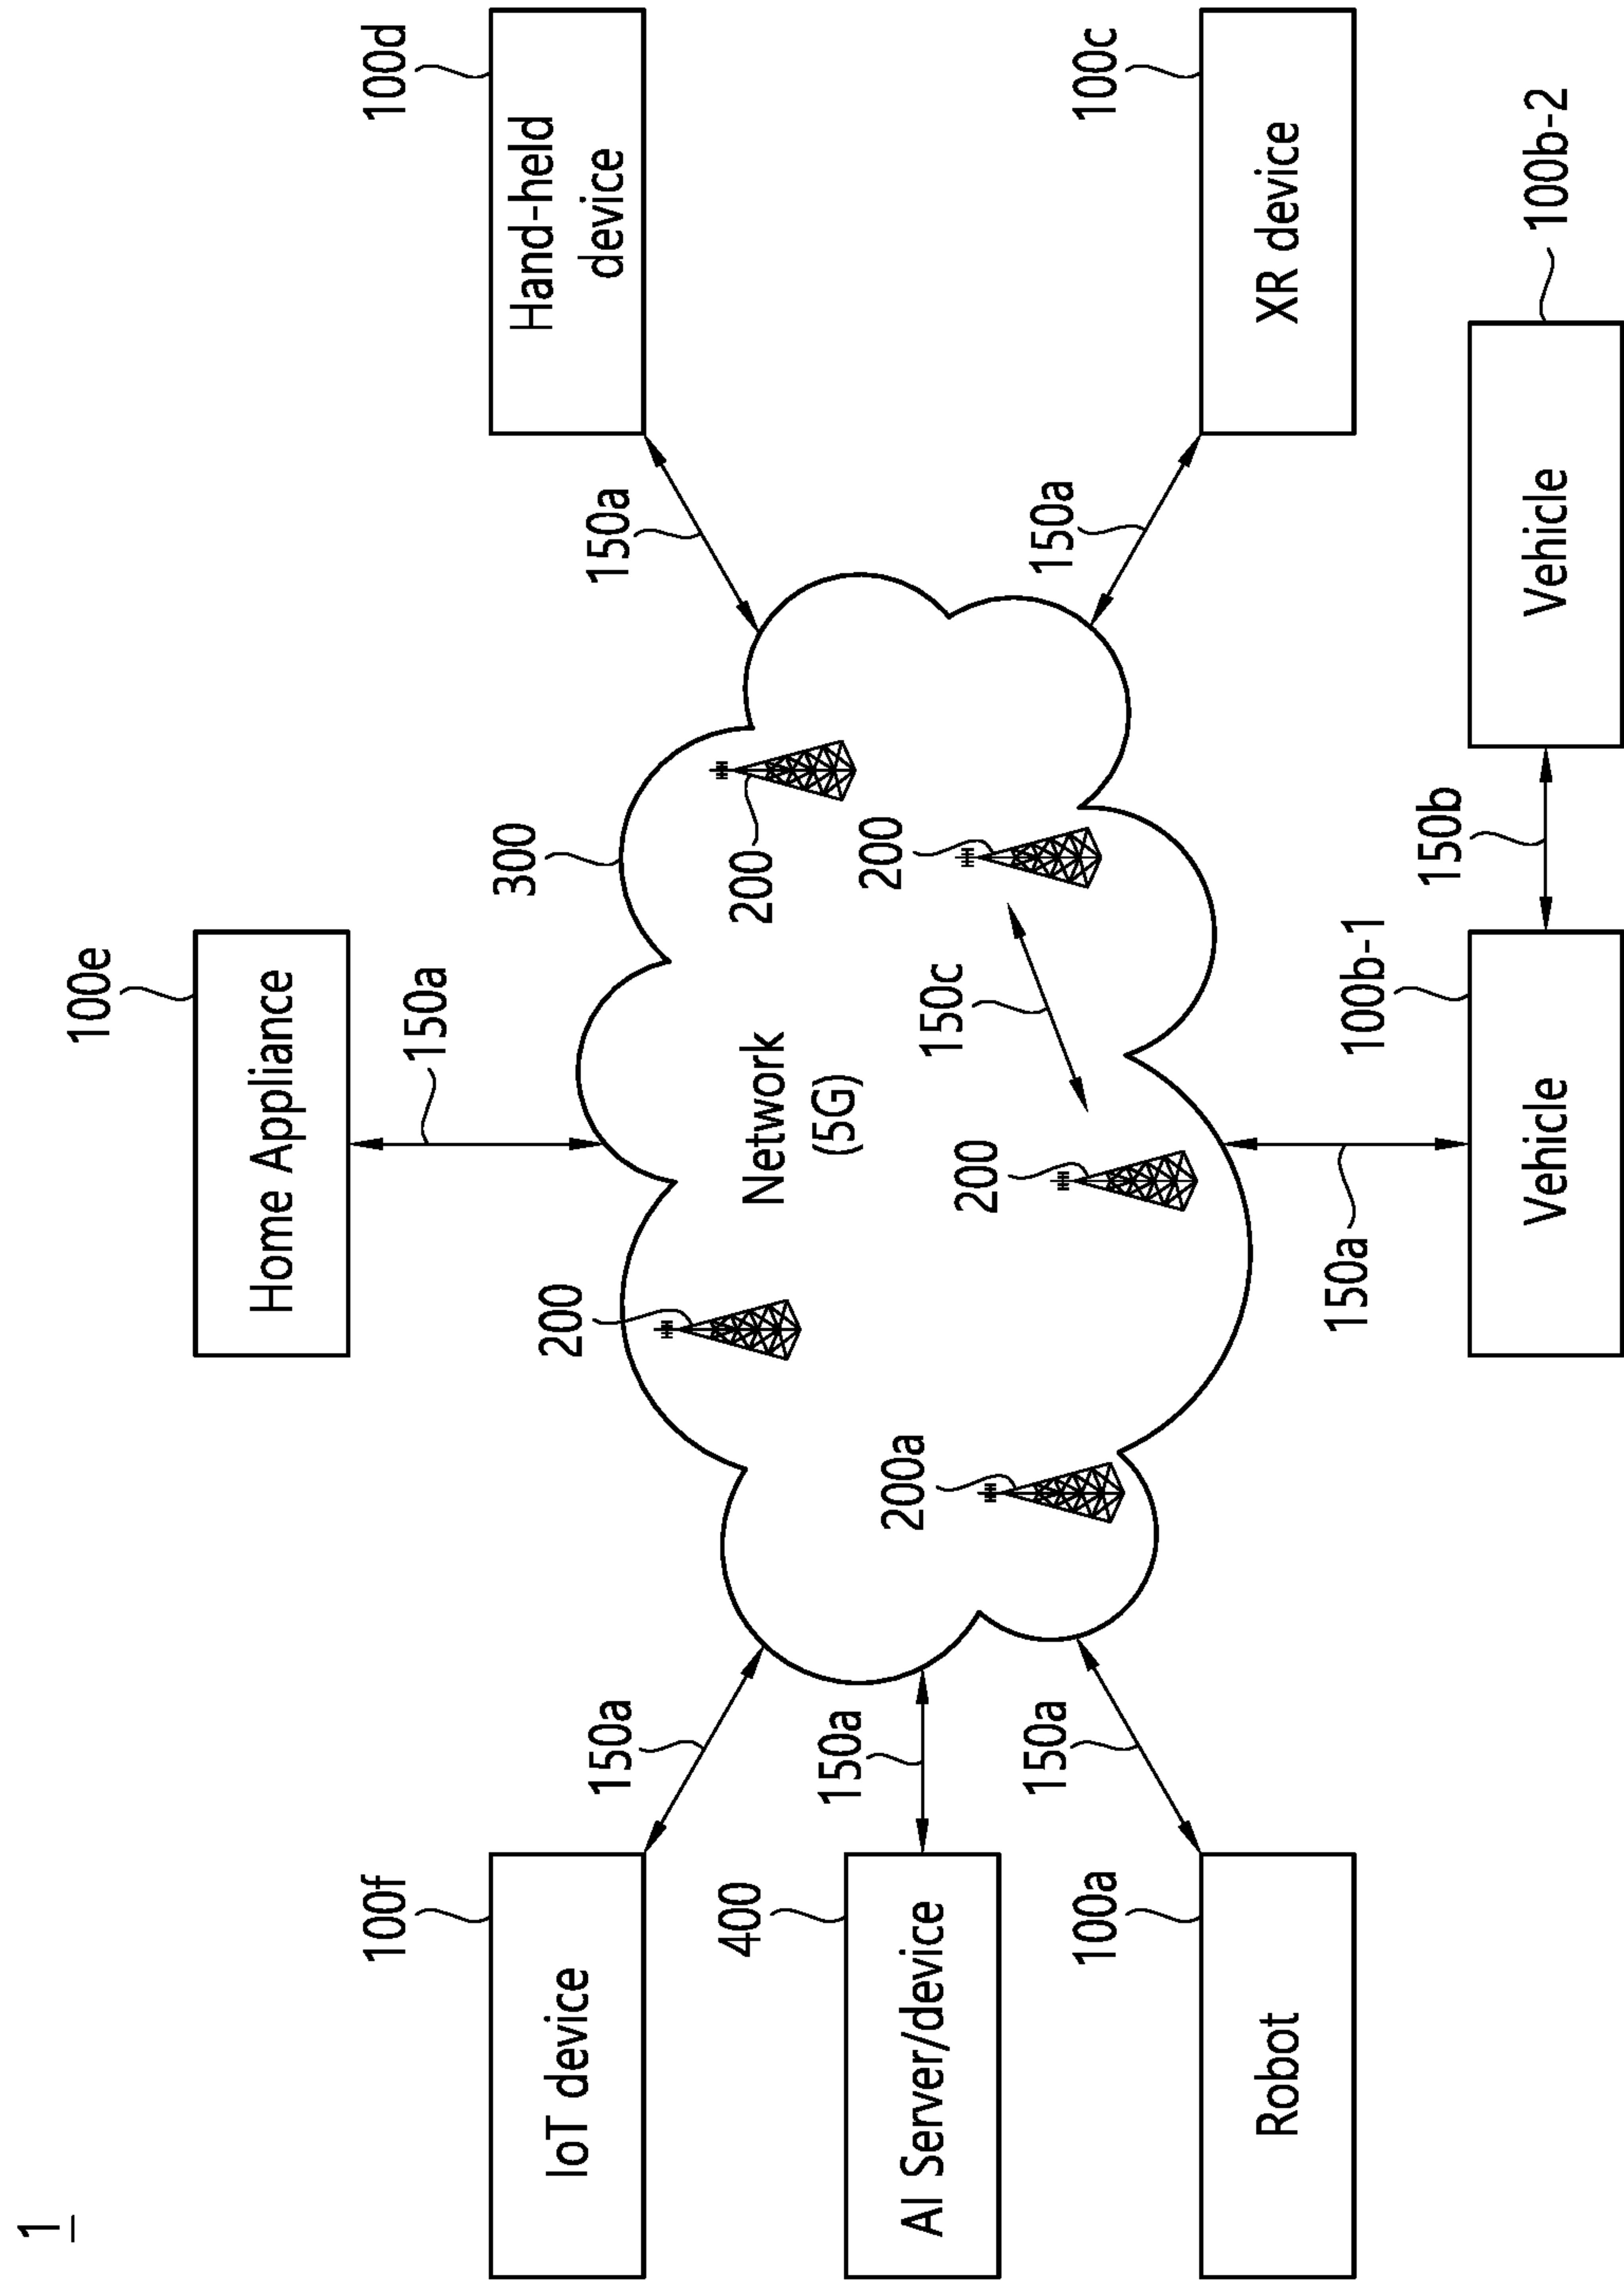 1
100e
Home Appliance
150a
100f
IoT device
150a
300
200
200
Network
(5G)
150a
100d
Hand-held
device
400
AI Server/device
150a
200a
200
150c
200
100a
Robot
150a
150a
100c
XR device
150a
100b-1
Vehicle
150b
Vehicle
100b-2